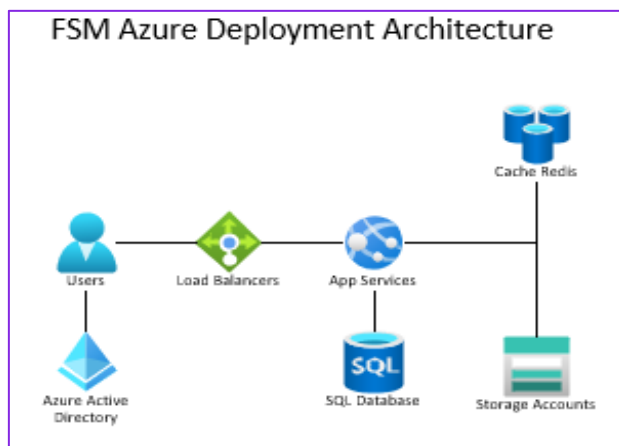 FSM Azure Deployment Architecture
Cache Redis
Users
Load Balancers
App Services
Azure Active
Directory
SQL
SQL Database
Storage Accounts